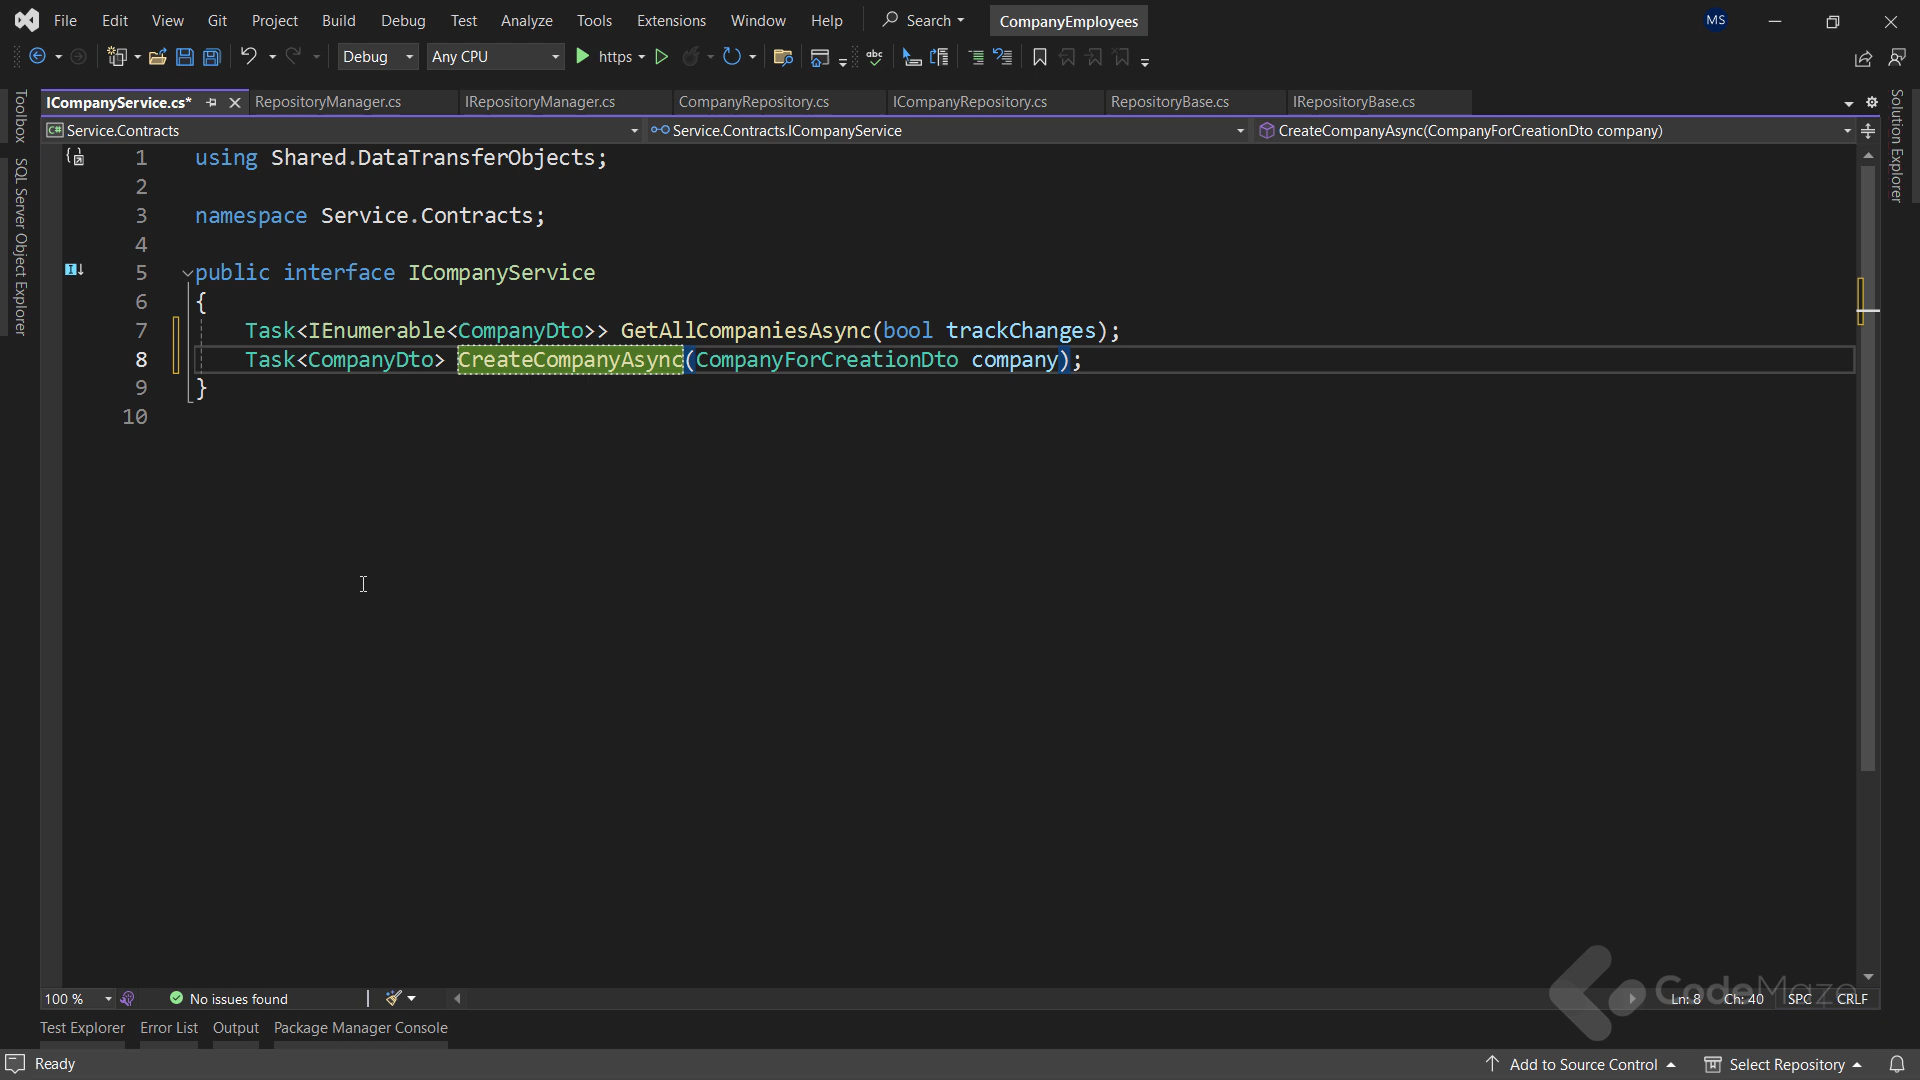 File Edit View Git Project Build Debug Test Analyze Tools Extensions Window Help Search CompanyEmployees MS
Debug Any CPU https abc
ICompanyService.cs* RepositoryManager.cs IRepositoryManager.cs CompanyRepository.cs ICompanyRepository.cs RepositoryBase.cs IRepositoryBase.cs
C# Service.Contracts Service.Contracts.ICompanyService CreateCompanyAsync(CompanyForCreationDto company)
Toolbox
SQL Server Object Explorer
Solution Explorer
1 using Shared.DataTransferObjects;
2
3 namespace Service.Contracts;
4
5 public interface ICompanyService
6 {
7 Task<IEnumerable<CompanyDto>> GetAllCompaniesAsync(bool trackChanges);
8 Task<CompanyDto> CreateCompanyAsync(CompanyForCreationDto company);
9 }
10
100 % No issues found Ln: 8 Ch: 40 SPC CRLF
CodeMaze
Test Explorer Error List Output Package Manager Console
Ready Add to Source Control Select Repository